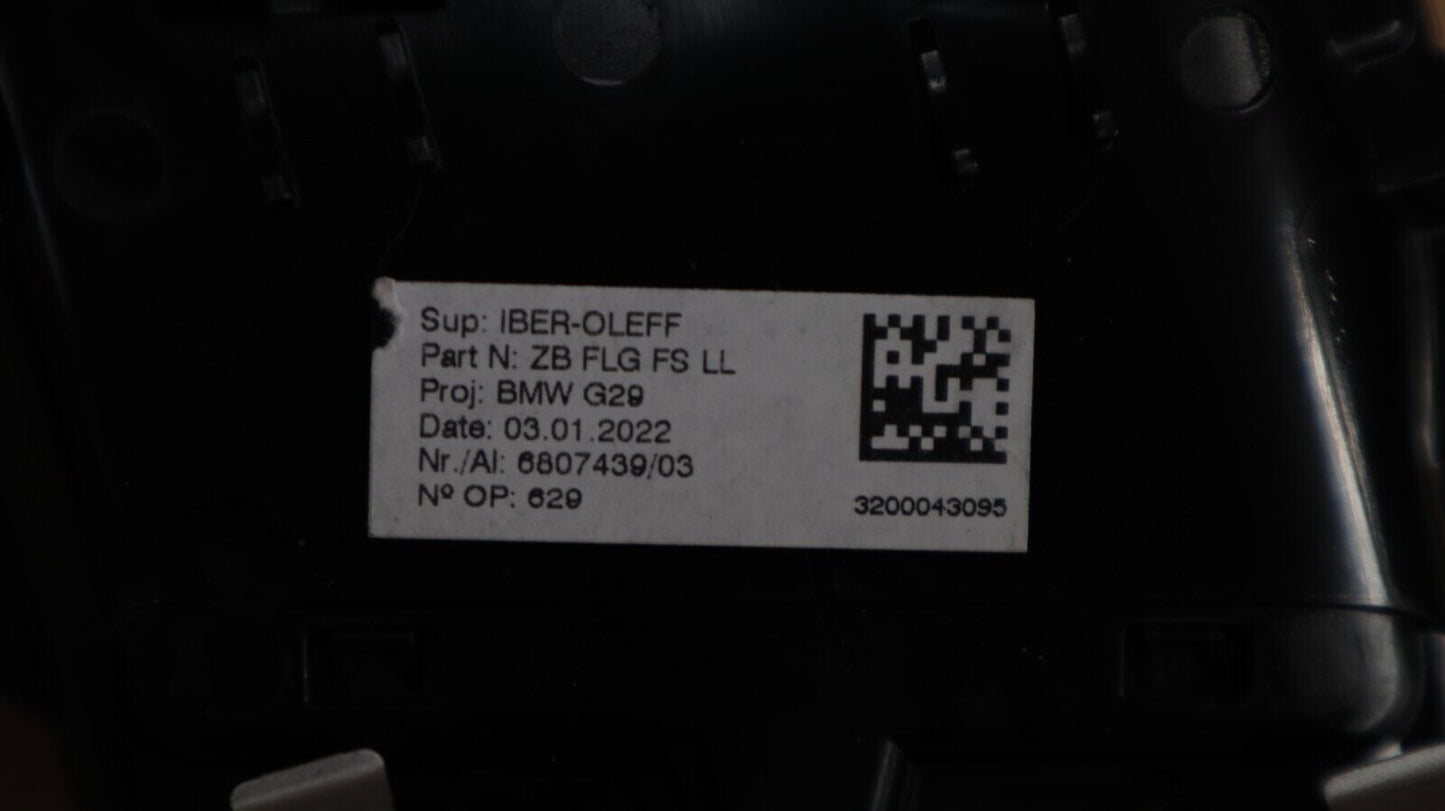 Sup: IBER-OLEFF
Part N: ZB FLG FS LL
Proj: BMW G29
Date: 03.01.2022
Nr./AI: 6807439/03
Nº OP: 629
3200043095